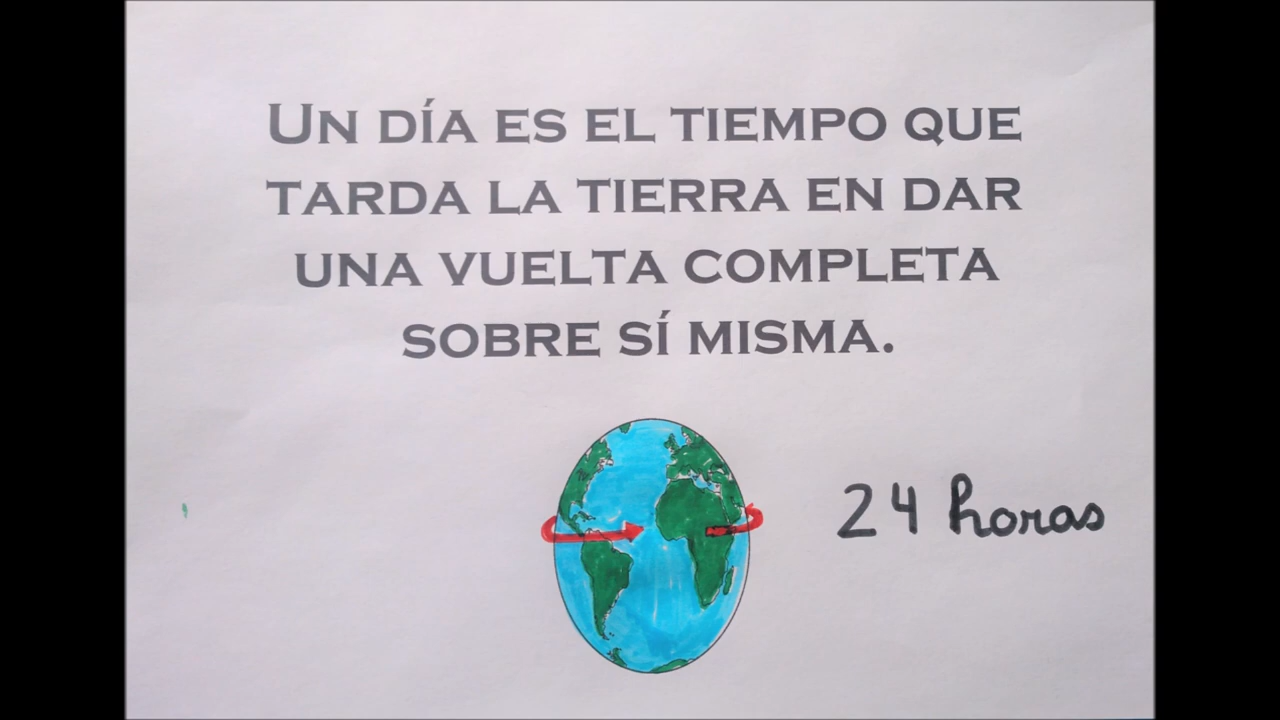 UN DÍA ES EL TIEMPO QUE
TARDA LA TIERRA EN DAR
UNA VUELTA COMPLETA
SOBRE SÍ MISMA.
24 horas